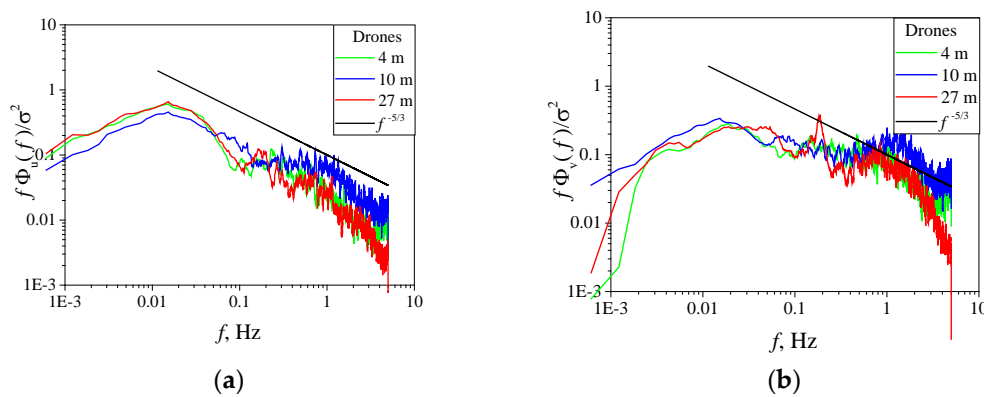 10
1
0.1
0.01
1E-3
f Φu(f)/σ²
1E-3 0.01 0.1 1 10
f, Hz
Drones
4 m
10 m
27 m
f -5/3
(a)
10
1
0.1
0.01
1E-3
f Φv(f)/σ²
1E-3 0.01 0.1 1 10
f, Hz
Drones
4 m
10 m
27 m
f -5/3
(b)